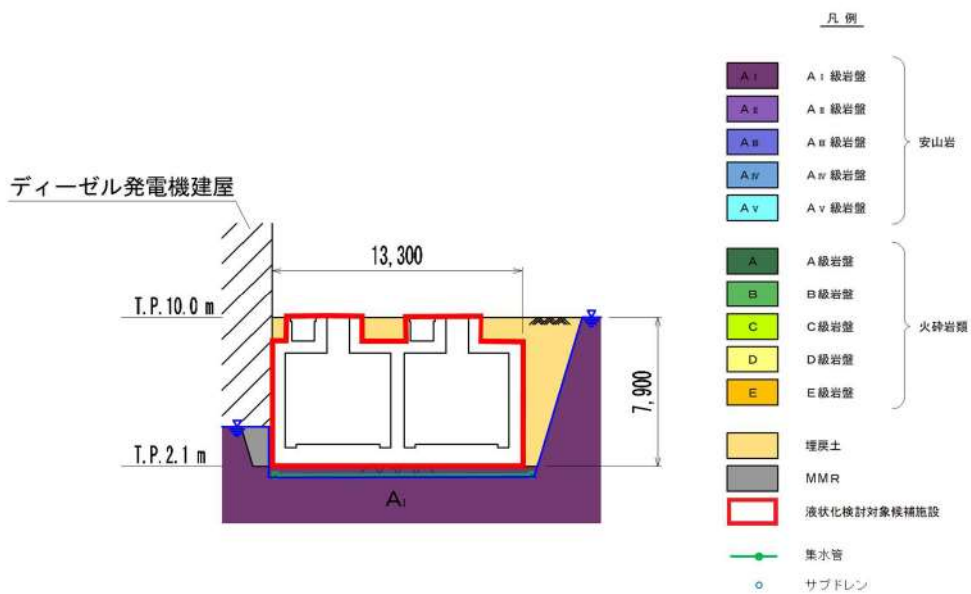 凡 例
AI AI級岩盤
AII AII級岩盤
AIII AIII級岩盤
AIV AIV級岩盤
AV AV級岩盤
安山岩
A A級岩盤
B B級岩盤
C C級岩盤
D D級岩盤
E E級岩盤
火砕岩類
埋戻土
MMR
液状化検討対象候補施設
集水管
サブドレン
ディーゼル発電機建屋
13,300
T.P.10.0 m
7,900
T.P.2.1 m
AI